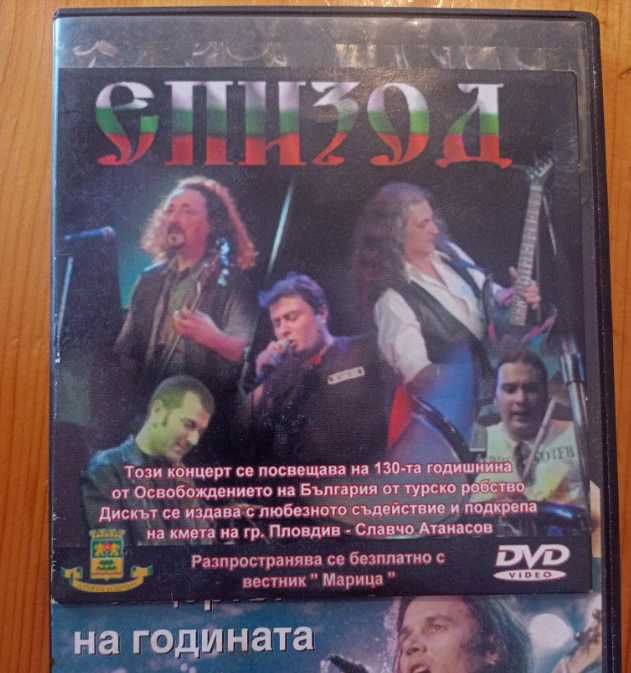 ЕПИЗОД
БОТЕВ
Този концерт се посвещава на 130-та годишнина
от Освобождението на България от турско робство
Дискът се издава с любезното съдействие и подкрепа
на кмета на гр. Пловдив - Славчо Атанасов
Разпространява се безплатно с
вестник " Марица "
DVD
VIDEO
на годината